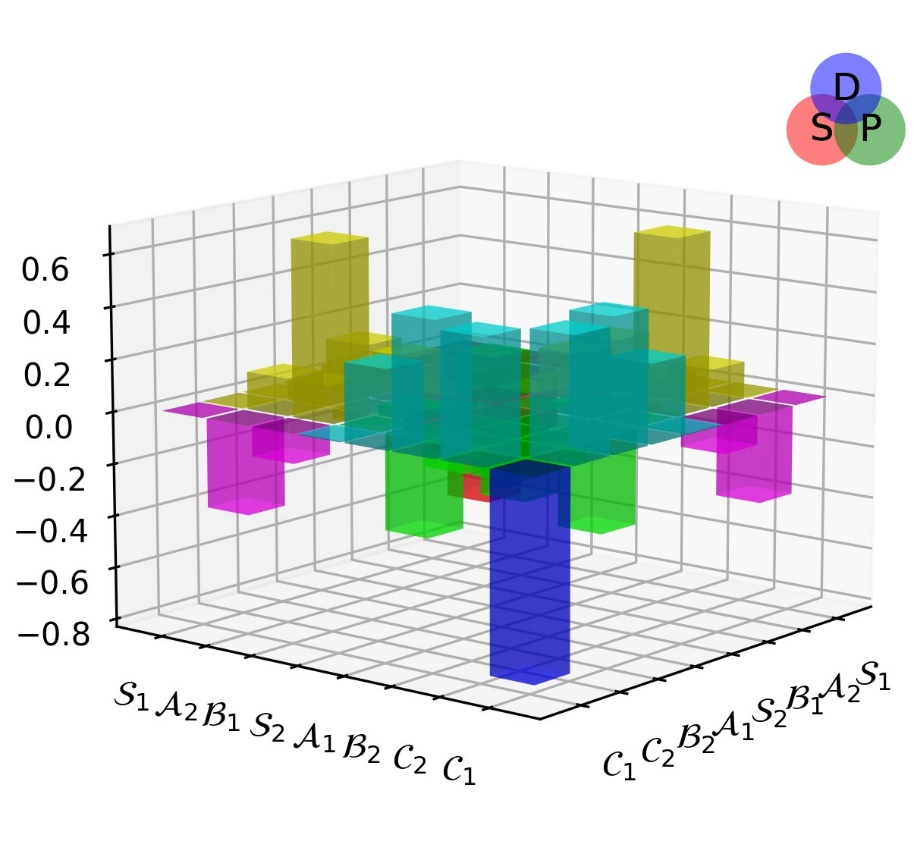 D
S P
0.6
0.4
0.2
0.0
−0.2
−0.4
−0.6
−0.8
𝒮₁ 𝒜₂ ℬ₁ 𝒮₂ 𝒜₁ ℬ₂ 𝒞₂ 𝒞₁
𝒞₁ 𝒞₂ ℬ₂ 𝒜₁ 𝒮₂ ℬ₁ 𝒜₂ 𝒮₁